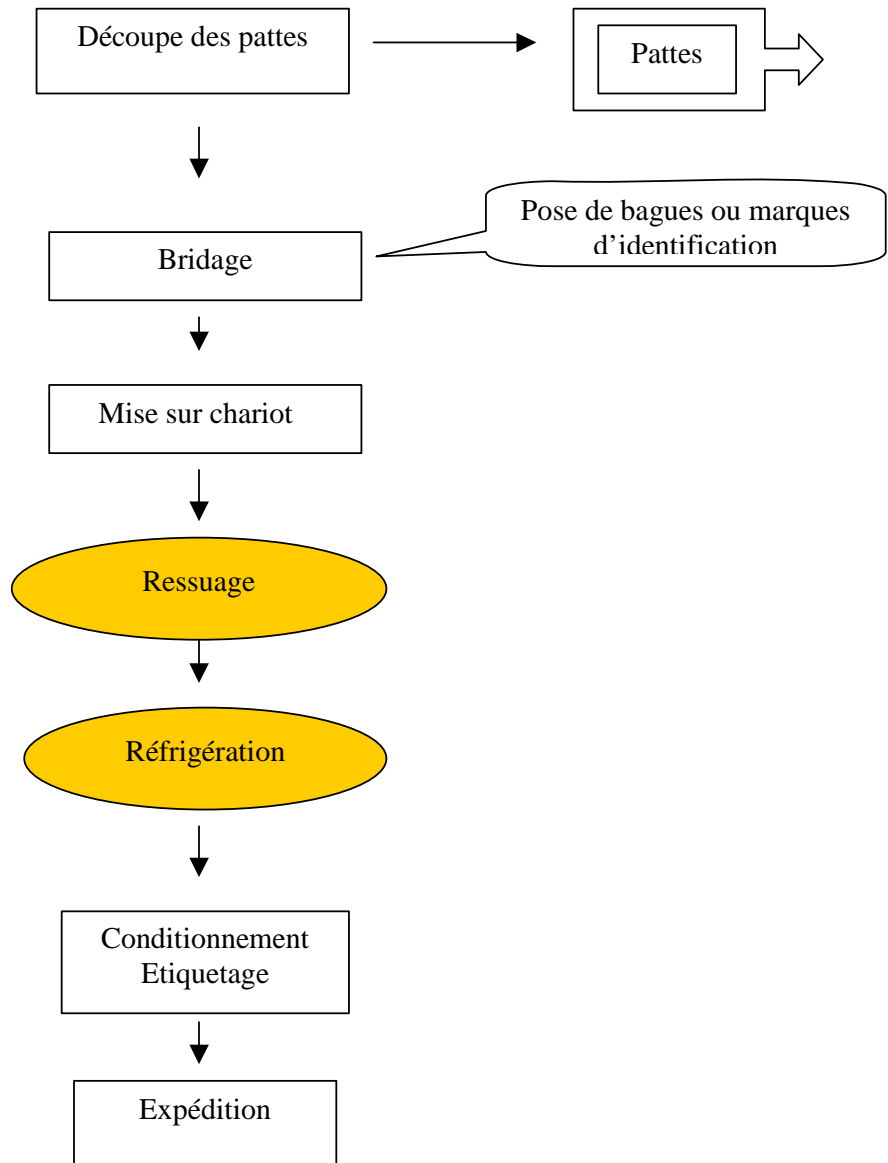 Découpe des pattes
Pattes
Pose de bagues ou marques
d’identification
Bridage
Mise sur chariot
Ressuage
Réfrigération
Conditionnement
Etiquetage
Expédition